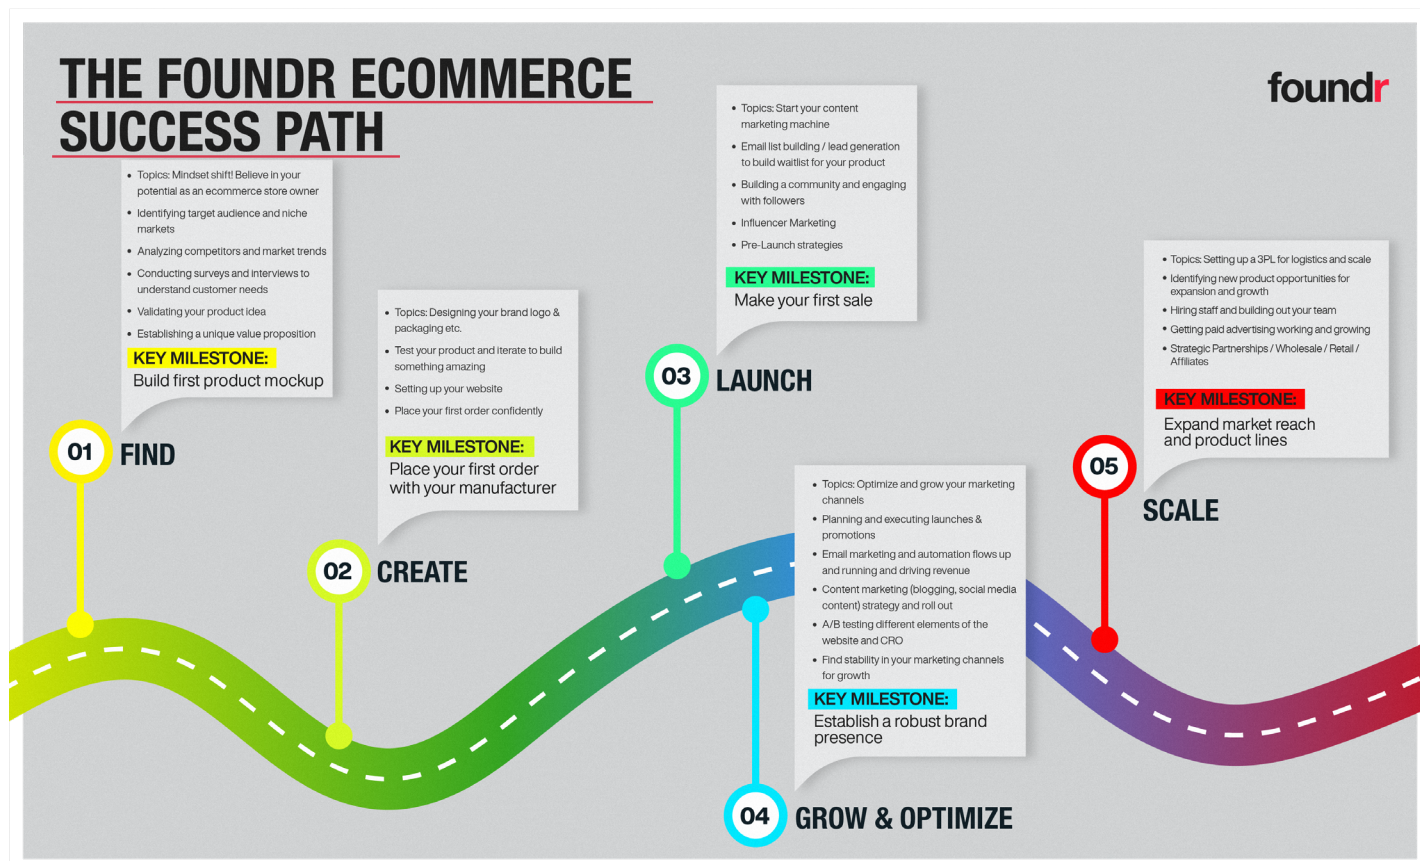 THE FOUNDR ECOMMERCE
SUCCESS PATH
foundr
• Topics: Mindset shift! Believe in your
potential as an ecommerce store owner
• Identifying target audience and niche
markets
• Analyzing competitors and market trends
• Conducting surveys and interviews to
understand customer needs
• Validating your product idea
• Establishing a unique value proposition
KEY MILESTONE:
Build first product mockup
01
FIND
• Topics: Designing your brand logo &
packaging etc.
• Test your product and iterate to build
something amazing
• Setting up your website
• Place your first order confidently
KEY MILESTONE:
Place your first order
with your manufacturer
02
CREATE
• Topics: Start your content
marketing machine
• Email list building / lead generation
to build waitlist for your product
• Building a community and engaging
with followers
• Influencer Marketing
• Pre-Launch strategies
KEY MILESTONE:
Make your first sale
03
LAUNCH
• Topics: Optimize and grow your marketing
channels
• Planning and executing launches &
promotions
• Email marketing and automation flows up
and running and driving revenue
• Content marketing (blogging, social media
content) strategy and roll out
• A/B testing different elements of the
website and CRO
• Find stability in your marketing channels
for growth
KEY MILESTONE:
Establish a robust brand
presence
04
GROW & OPTIMIZE
• Topics: Setting up a 3PL for logistics and scale
• Identifying new product opportunities for
expansion and growth
• Hiring staff and building out your team
• Getting paid advertising working and growing
• Strategic Partnerships / Wholesale / Retail /
Affiliates
KEY MILESTONE:
Expand market reach
and product lines
05
SCALE